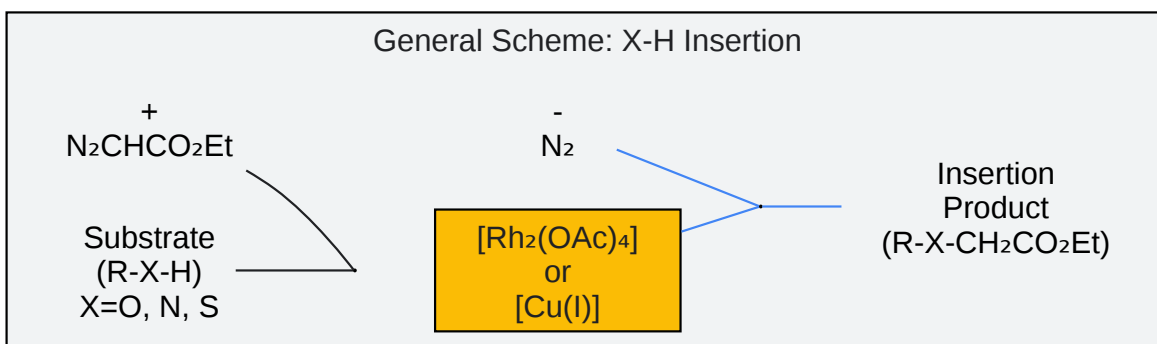 General Scheme: X-H Insertion
+
N₂CHCO₂Et
Substrate
(R-X-H)
X=O, N, S
-
N₂
[Rh₂(OAc)₄]
or
[Cu(I)]
Insertion
Product
(R-X-CH₂CO₂Et)